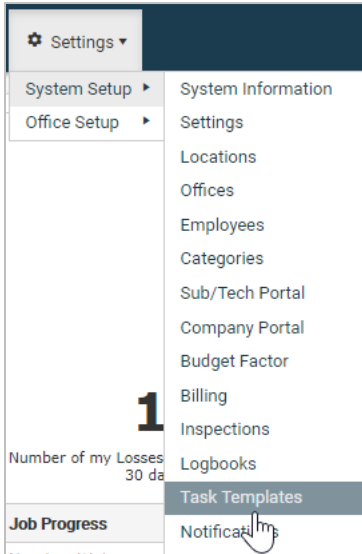 Settings
System Setup
Office Setup
System Information
Settings
Locations
Offices
Employees
Categories
Sub/Tech Portal
Company Portal
Budget Factor
Billing
Inspections
Logbooks
Task Templates
1
Number of my Losses
30 da
Job Progress